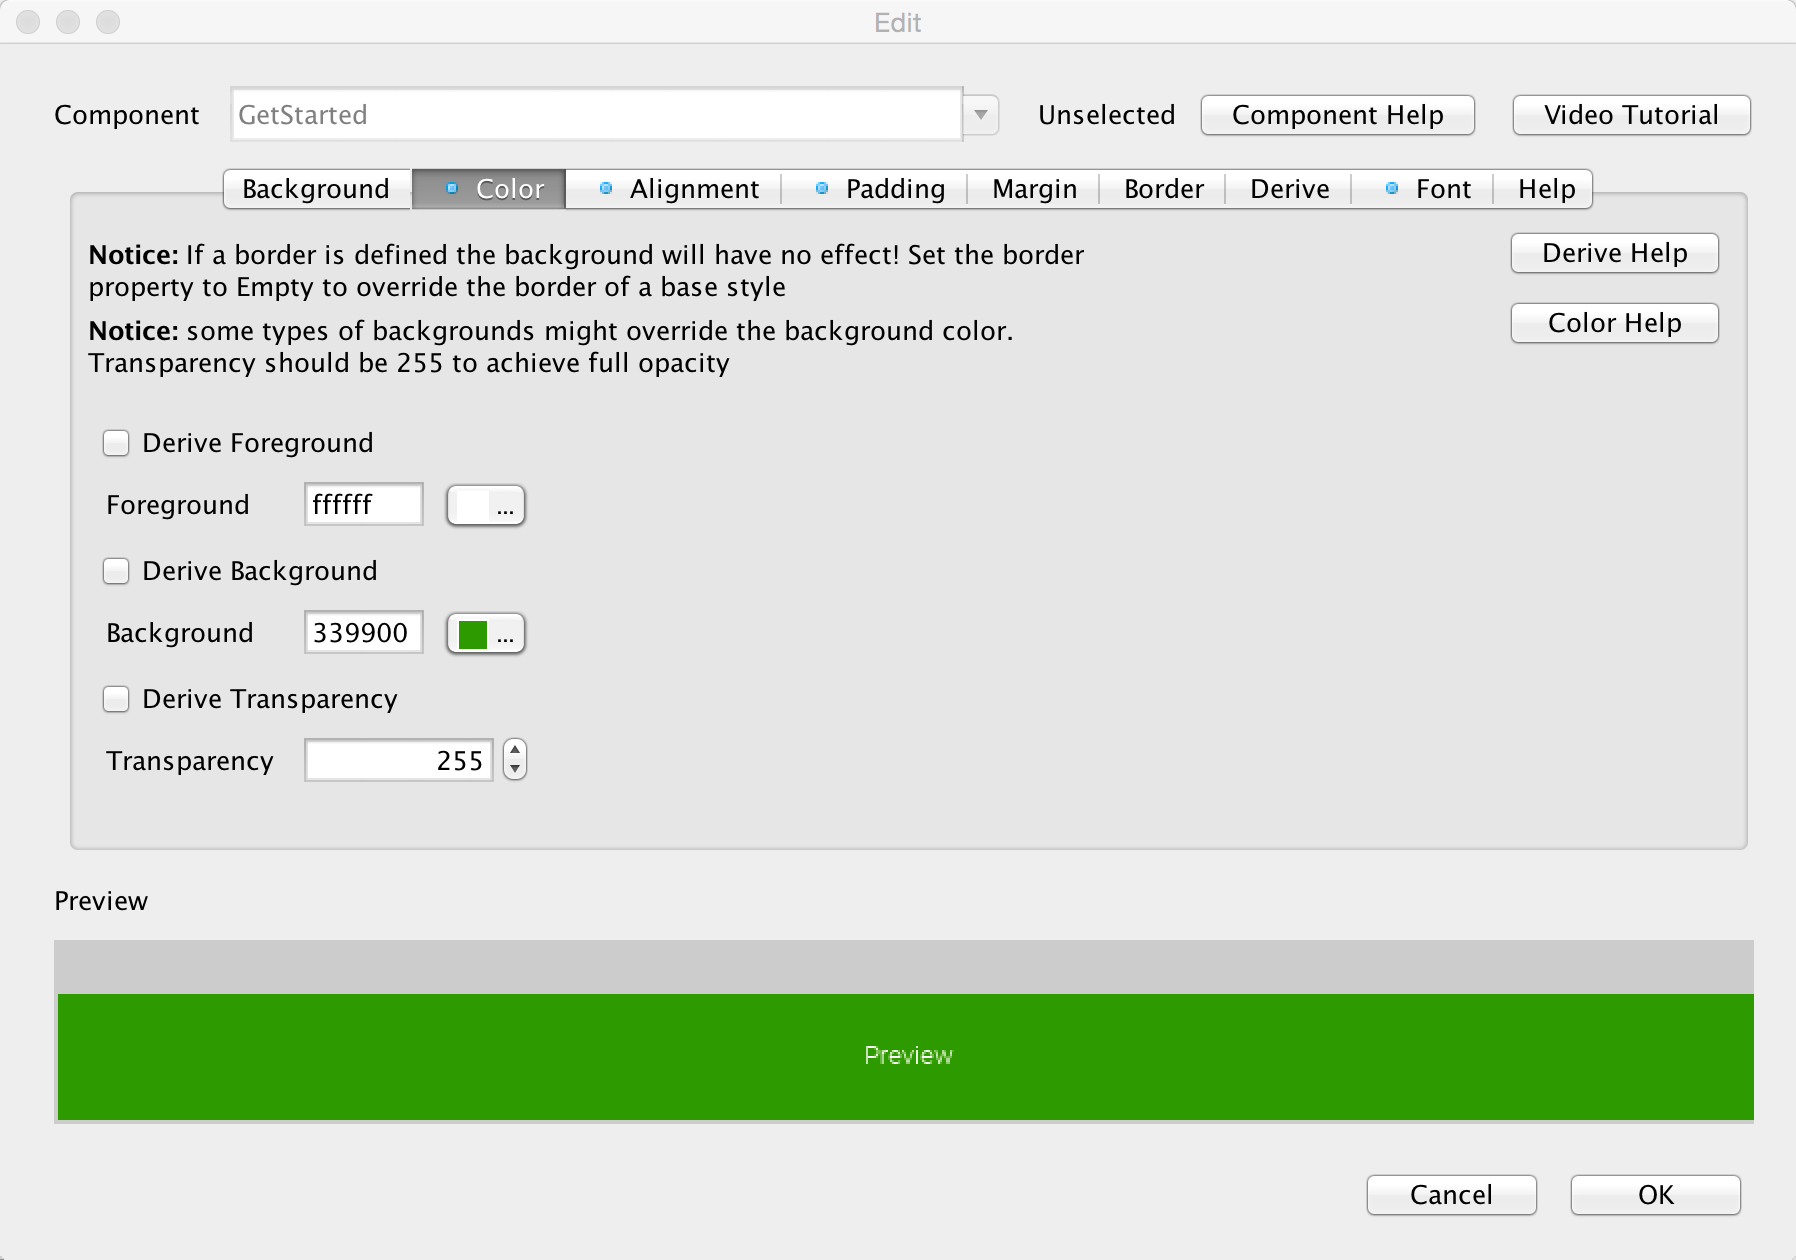 Edit
Component GetStarted Unselected Component Help Video Tutorial
Background Color Alignment Padding Margin Border Derive Font Help
Notice: If a border is defined the background will have no effect! Set the border
property to Empty to override the border of a base style
Derive Help
Notice: some types of backgrounds might override the background color.
Transparency should be 255 to achieve full opacity
Color Help
Derive Foreground
Foreground ffffff ...
Derive Background
Background 339900 ...
Derive Transparency
Transparency 255
Preview
Preview
Cancel OK